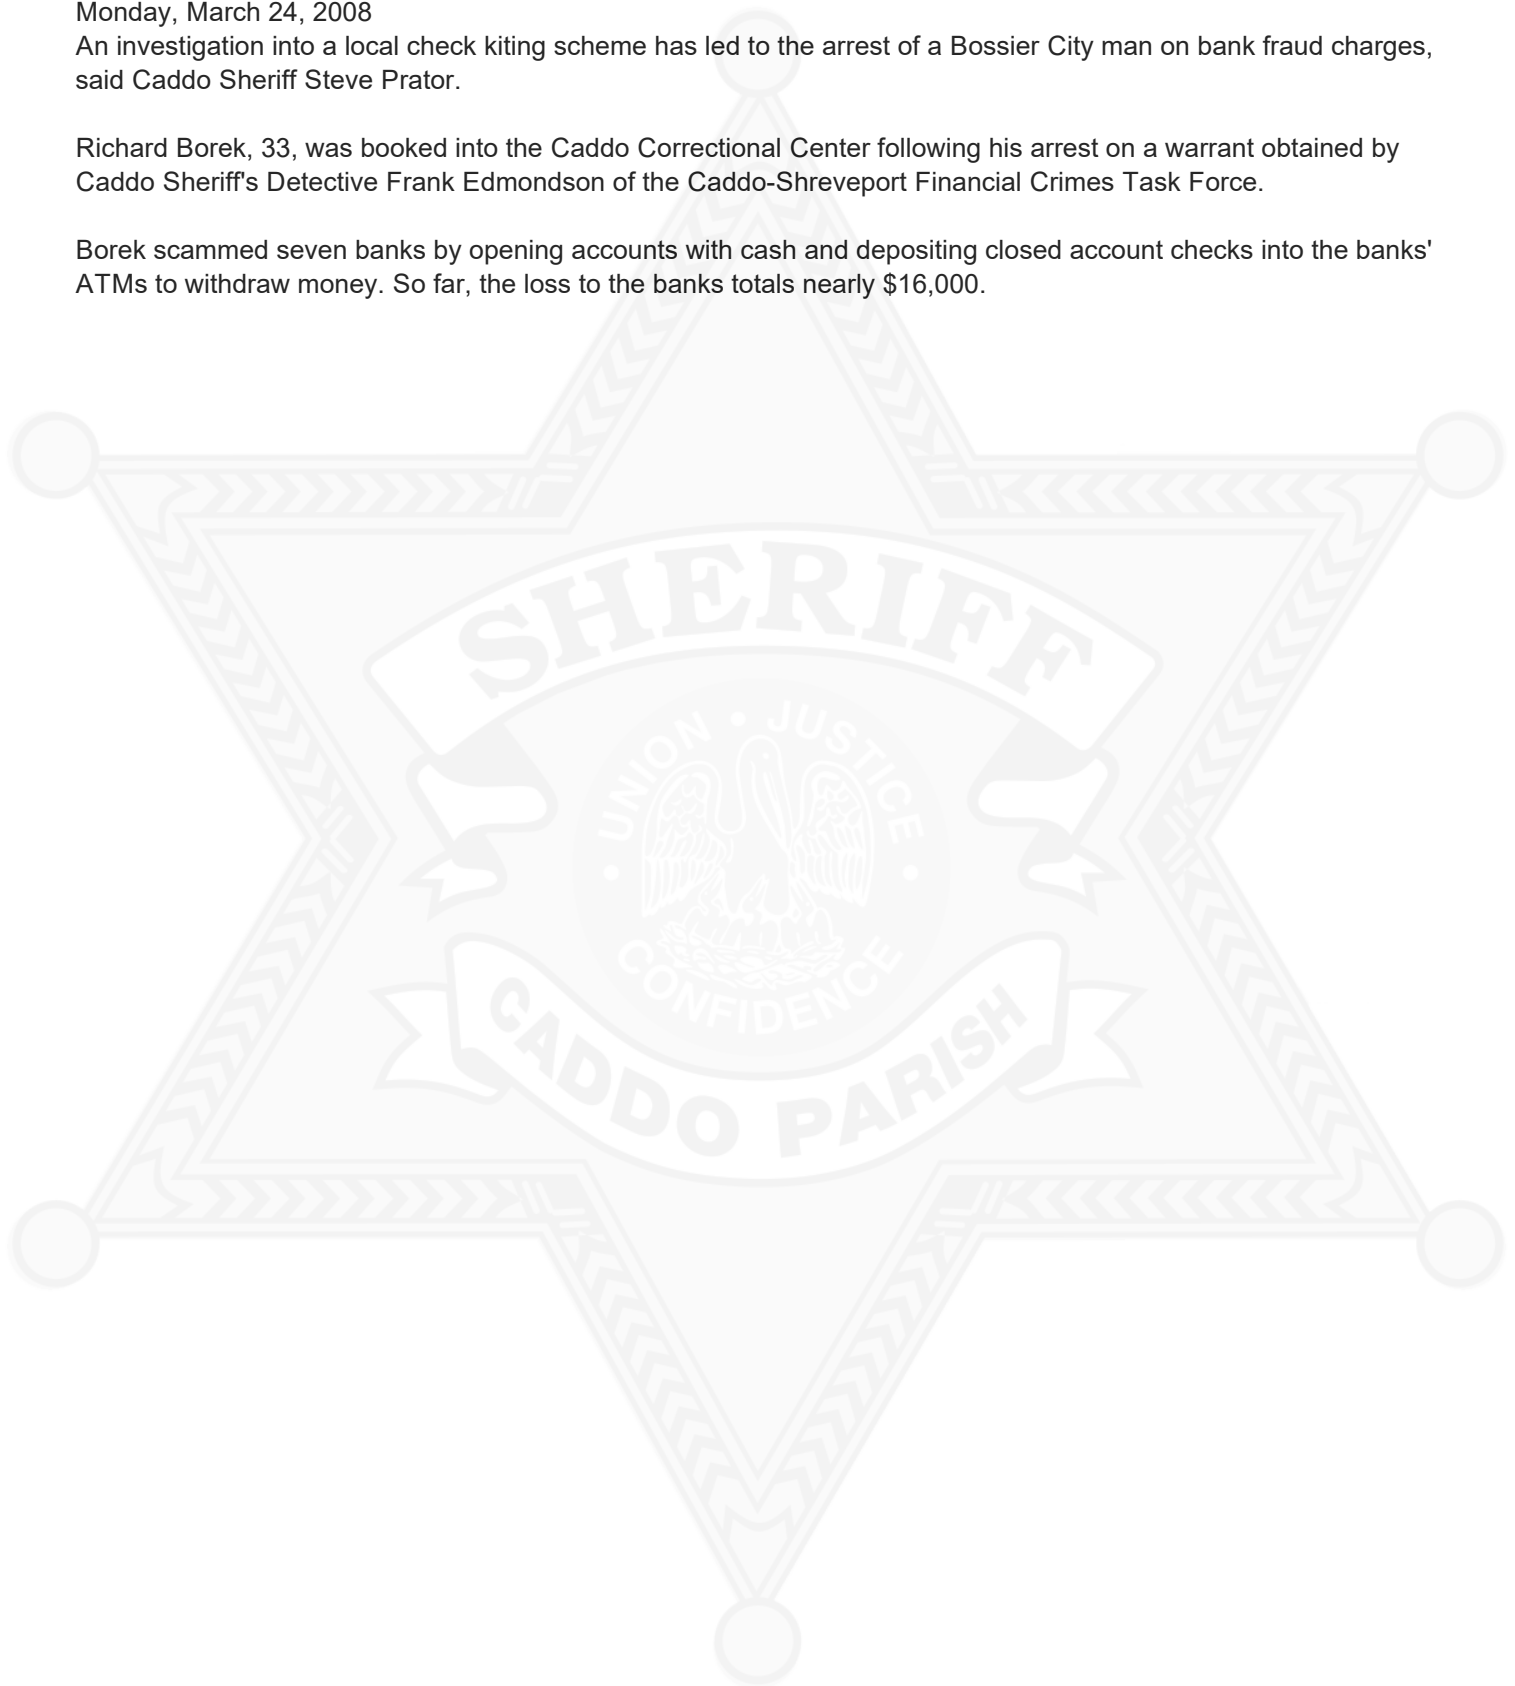 Monday, March 24, 2008
An investigation into a local check kiting scheme has led to the arrest of a Bossier City man on bank fraud charges,
said Caddo Sheriff Steve Prator.
Richard Borek, 33, was booked into the Caddo Correctional Center following his arrest on a warrant obtained by
Caddo Sheriff's Detective Frank Edmondson of the Caddo-Shreveport Financial Crimes Task Force.
Borek scammed seven banks by opening accounts with cash and depositing closed account checks into the banks'
ATMs to withdraw money. So far, the loss to the banks totals nearly $16,000.
SHERIFF
UNION • JUSTICE
• CONFIDENCE •
CADDO PARISH